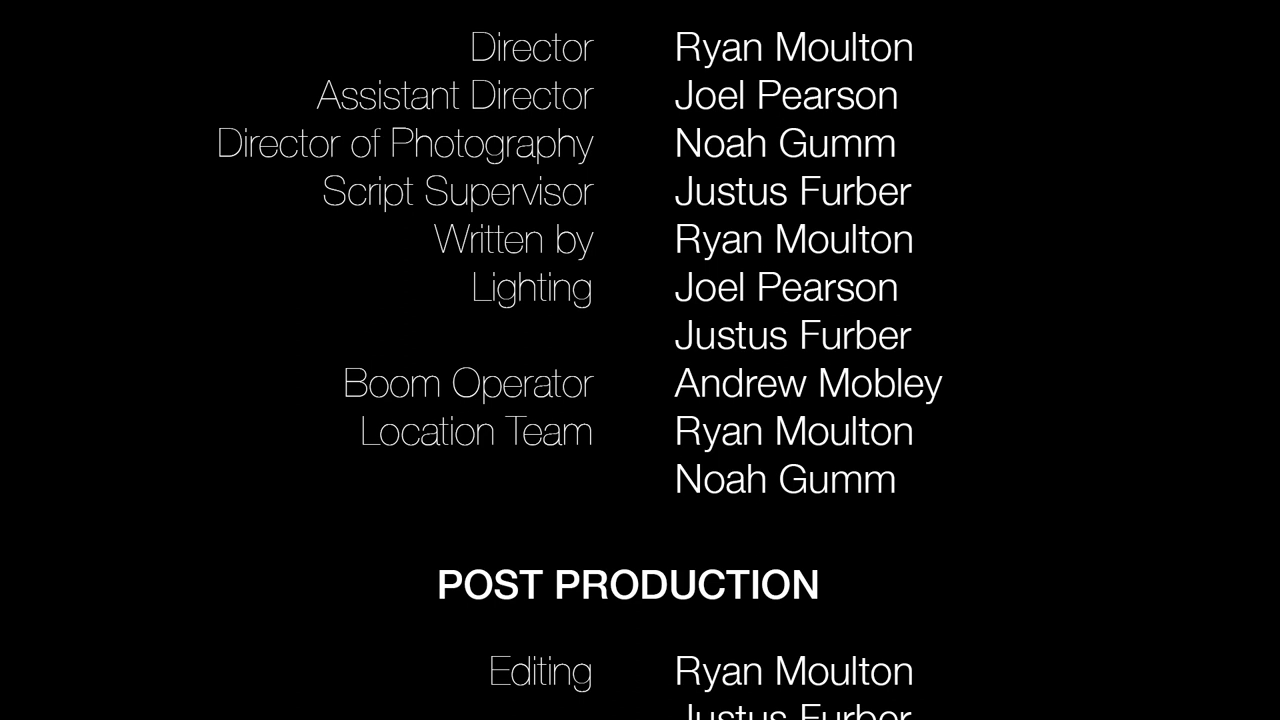 Director Ryan Moulton
Assistant Director Joel Pearson
Director of Photography Noah Gumm
Script Supervisor Justus Furber
Written by Ryan Moulton
Lighting Joel Pearson
Justus Furber
Boom Operator Andrew Mobley
Location Team Ryan Moulton
Noah Gumm
POST PRODUCTION
Editing Ryan Moulton
Justus Furber